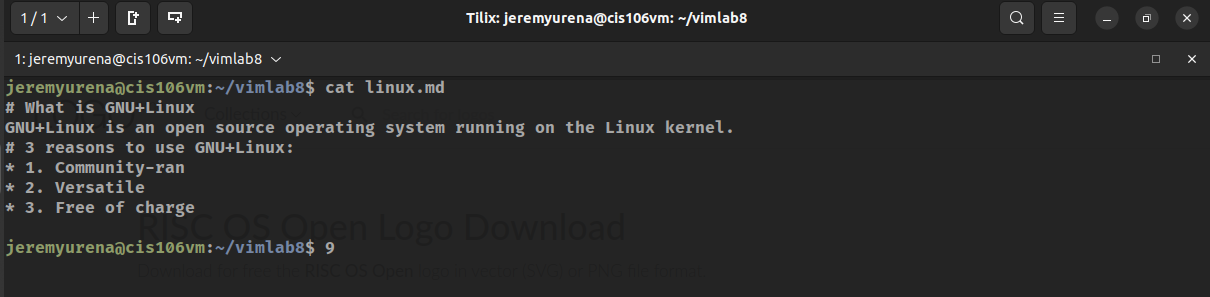 1 / 1
Tilix: jeremyurena@cis106vm: ~/vimlab8
1: jeremyurena@cis106vm: ~/vimlab8
jeremyurena@cis106vm:~/vimlab8$ cat linux.md
# What is GNU+Linux
GNU+Linux is an open source operating system running on the Linux kernel.
# 3 reasons to use GNU+Linux:
* 1. Community-ran
* 2. Versatile
* 3. Free of charge
RISC OS Open Logo Download
jeremyurena@cis106vm:~/vimlab8$ 9
Download for free the RISC OS Open logo in vector (SVG) or PNG file format